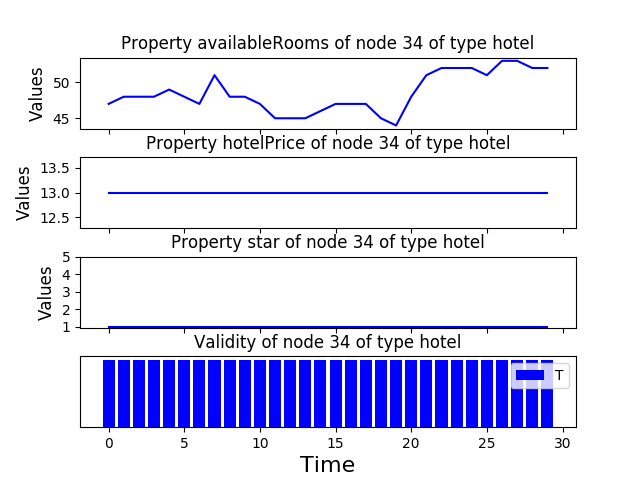 Property availableRooms of node 34 of type hotel
50
45
Values
Property hotelPrice of node 34 of type hotel
13.5
13.0
12.5
Values
Property star of node 34 of type hotel
5
4
3
2
1
Values
Validity of node 34 of type hotel
T
0 5 10 15 20 25 30
Time